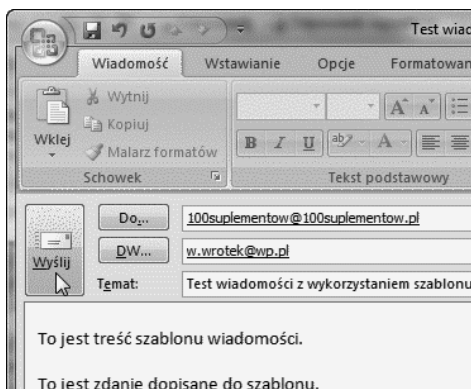 Test wiad
Wiadomość Wstawianie Opcje Formatowan
Wytnij
Kopiuj
Malarz formatów
Wklej
B I U ab A
Schowek Tekst podstawowy
Do... 100suplementow@100suplementow.pl
DW... w.wrotek@wp.pl
Wyślij
Temat: Test wiadomości z wykorzystaniem szablonu
To jest treść szablonu wiadomości.
To jest zdanie dopisane do szablonu.